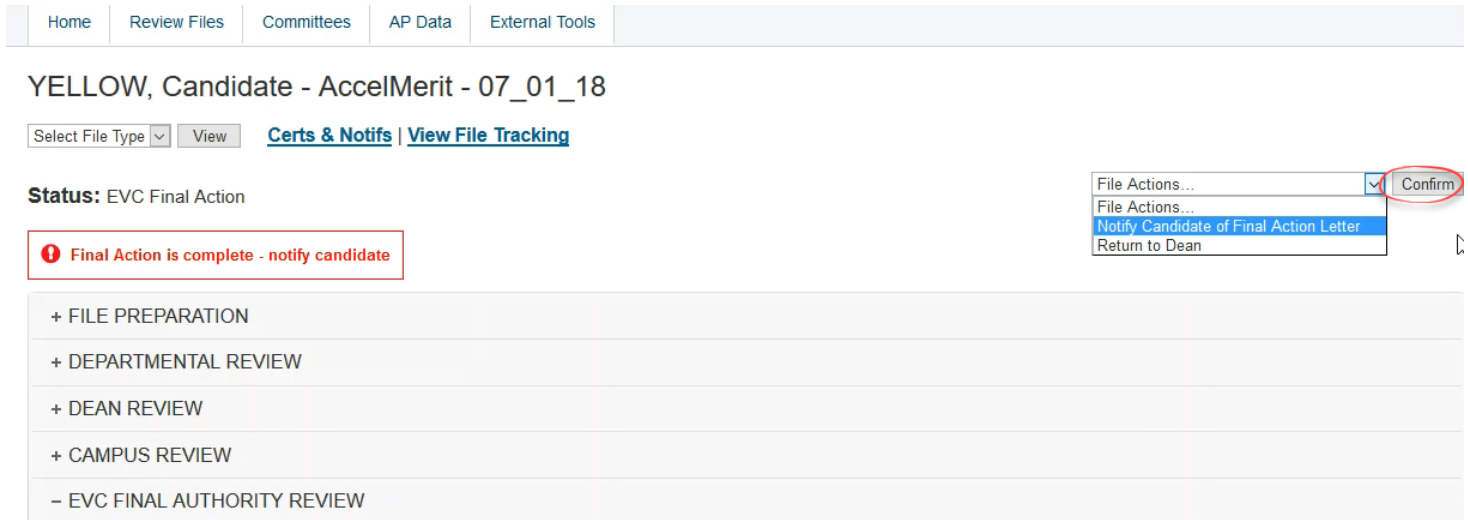 Home Review Files Committees AP Data External Tools
YELLOW, Candidate - AccelMerit - 07_01_18
Select File Type View Certs & Notifs | View File Tracking
Status: EVC Final Action
File Actions... Confirm
File Actions...
Notify Candidate of Final Action Letter
Return to Dean
Final Action is complete - notify candidate
+ FILE PREPARATION
+ DEPARTMENTAL REVIEW
+ DEAN REVIEW
+ CAMPUS REVIEW
– EVC FINAL AUTHORITY REVIEW